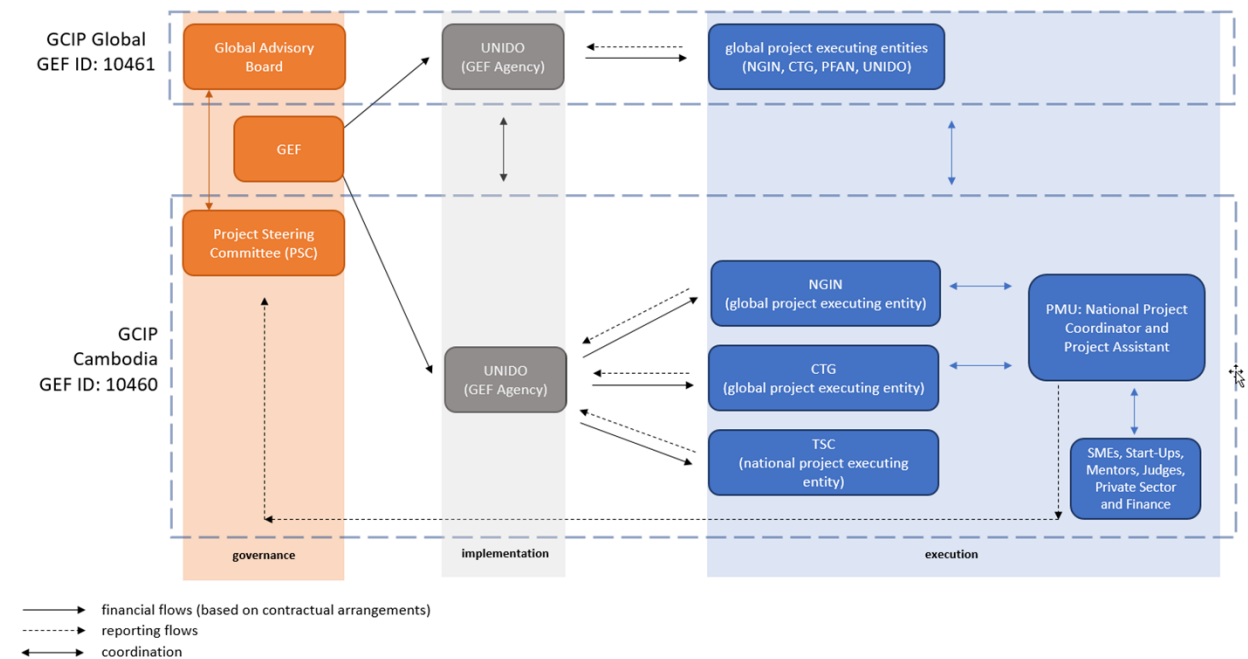 GCIP Global
GEF ID: 10461
Global Advisory
Board
UNIDO
(GEF Agency)
global project executing entities
(NGIN, CTG, PFAN, UNIDO)
GEF
Project Steering
Committee (PSC)
GCIP
Cambodia
GEF ID: 10460
UNIDO
(GEF Agency)
NGIN
(global project executing entity)
CTG
(global project executing entity)
TSC
(national project executing
entity)
PMU: National Project
Coordinator and
Project Assistant
SMEs, Start-Ups,
Mentors, Judges,
Private Sector
and Finance
governance
implementation
execution
financial flows (based on contractual arrangements)
reporting flows
coordination